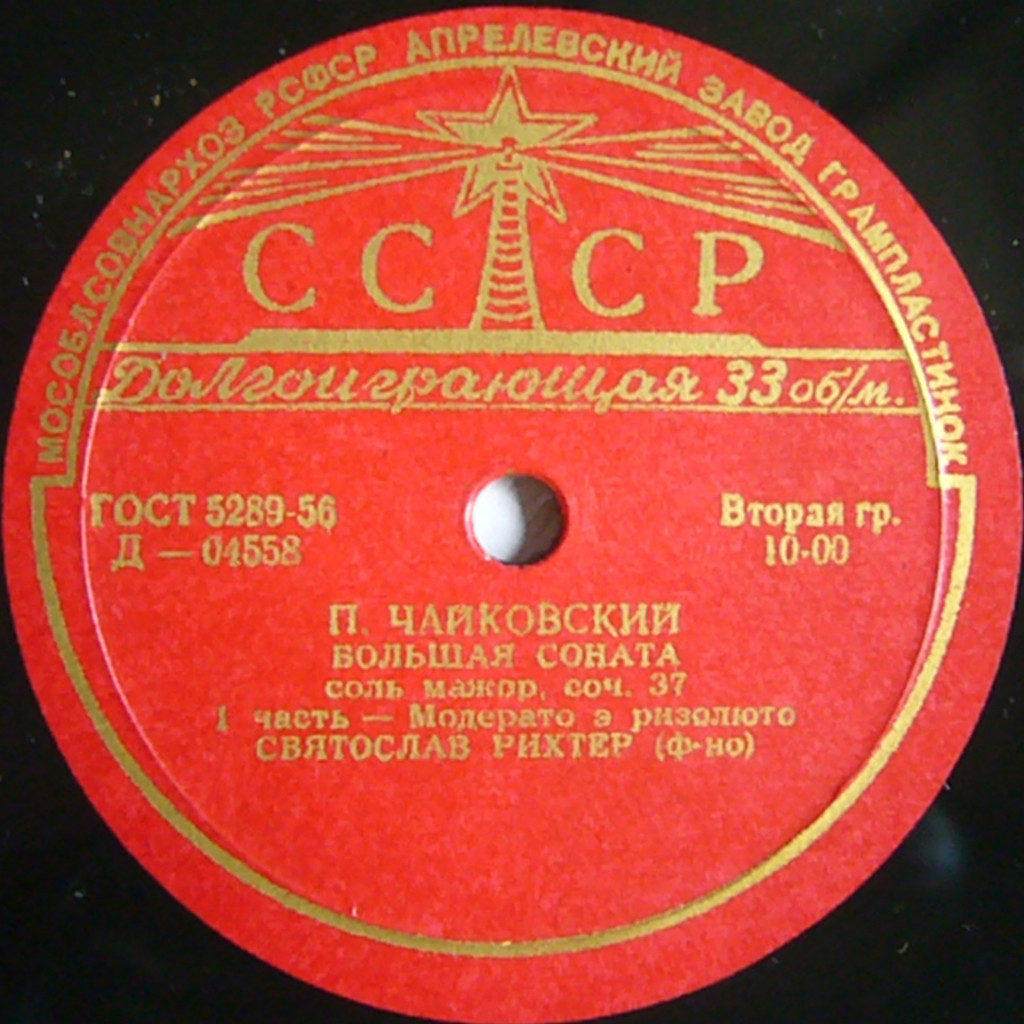 МОСОБЛСОВНАРХОЗ РСФСР АПРЕЛЕВСКИЙ ЗАВОД ГРАМПЛАСТИНОК
СССР
Долгоиграющая 33 об/м.
ГОСТ 5289-56
Д — 04558
Вторая гр.
10-00
П. ЧАЙКОВСКИЙ
БОЛЬШАЯ СОНАТА
соль мажор, соч. 37
1 часть — Модерато э ризолюто
СВЯТОСЛАВ РИХТЕР (ф-но)